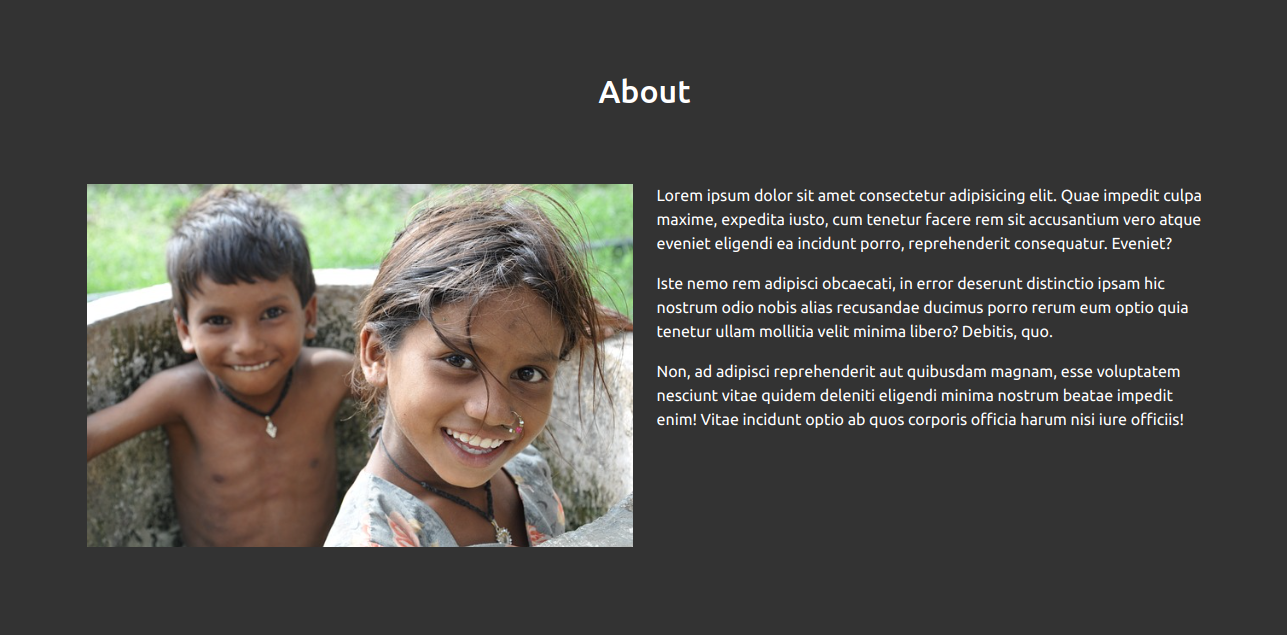 About
Lorem ipsum dolor sit amet consectetur adipisicing elit. Quae impedit culpa
maxime, expedita iusto, cum tenetur facere rem sit accusantium vero atque
eveniet eligendi ea incidunt porro, reprehenderit consequatur. Eveniet?
Iste nemo rem adipisci obcaecati, in error deserunt distinctio ipsam hic
nostrum odio nobis alias recusandae ducimus porro rerum eum optio quia
tenetur ullam mollitia velit minima libero? Debitis, quo.
Non, ad adipisci reprehenderit aut quibusdam magnam, esse voluptatem
nesciunt vitae quidem deleniti eligendi minima nostrum beatae impedit
enim! Vitae incidunt optio ab quos corporis officia harum nisi iure officiis!